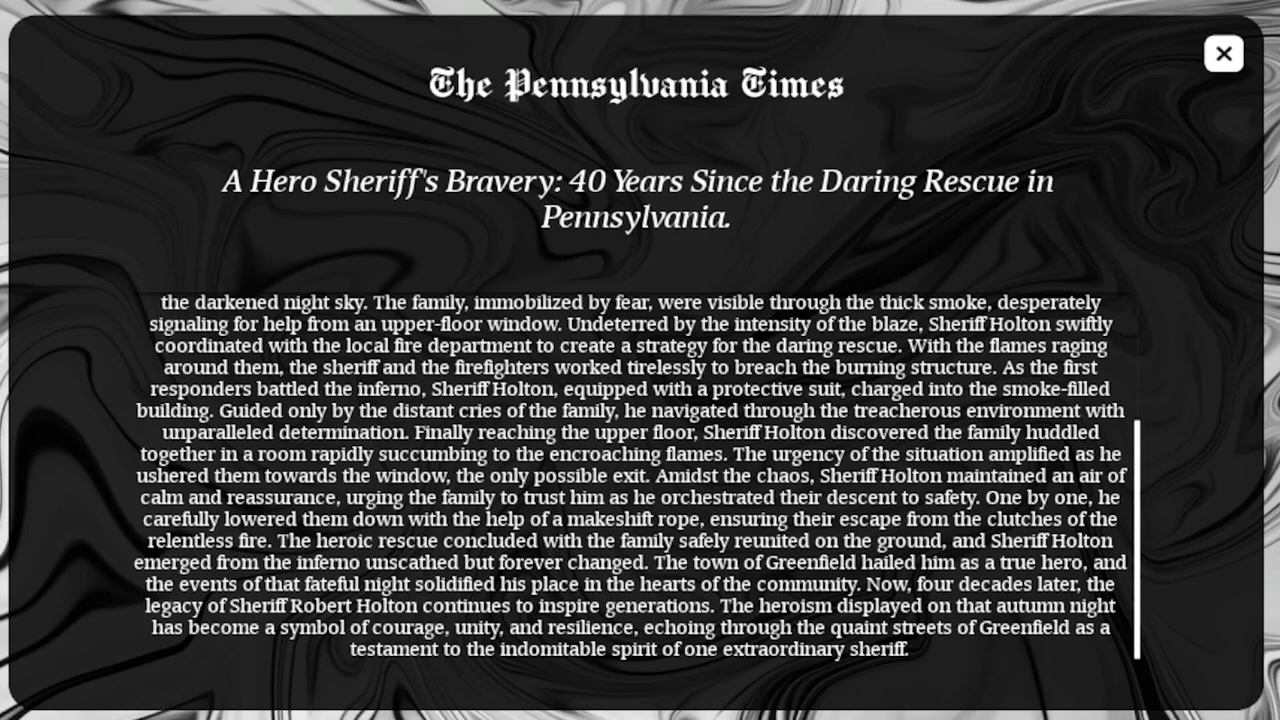 The Pennsylvania Times
A Hero Sheriff's Bravery: 40 Years Since the Daring Rescue in
Pennsylvania.
the darkened night sky. The family, immobilized by fear, were visible through the thick smoke, desperately
signaling for help from an upper-floor window. Undeterred by the intensity of the blaze, Sheriff Holton swiftly
coordinated with the local fire department to create a strategy for the daring rescue. With the flames raging
around them, the sheriff and the firefighters worked tirelessly to breach the burning structure. As the first
responders battled the inferno, Sheriff Holton, equipped with a protective suit, charged into the smoke-filled
building. Guided only by the distant cries of the family, he navigated through the treacherous environment with
unparalleled determination. Finally reaching the upper floor, Sheriff Holton discovered the family huddled
together in a room rapidly succumbing to the encroaching flames. The urgency of the situation amplified as he
ushered them towards the window, the only possible exit. Amidst the chaos, Sheriff Holton maintained an air of
calm and reassurance, urging the family to trust him as he orchestrated their descent to safety. One by one, he
carefully lowered them down with the help of a makeshift rope, ensuring their escape from the clutches of the
relentless fire. The heroic rescue concluded with the family safely reunited on the ground, and Sheriff Holton
emerged from the inferno unscathed but forever changed. The town of Greenfield hailed him as a true hero, and
the events of that fateful night solidified his place in the hearts of the community. Now, four decades later, the
legacy of Sheriff Robert Holton continues to inspire generations. The heroism displayed on that autumn night
has become a symbol of courage, unity, and resilience, echoing through the quaint streets of Greenfield as a
testament to the indomitable spirit of one extraordinary sheriff.